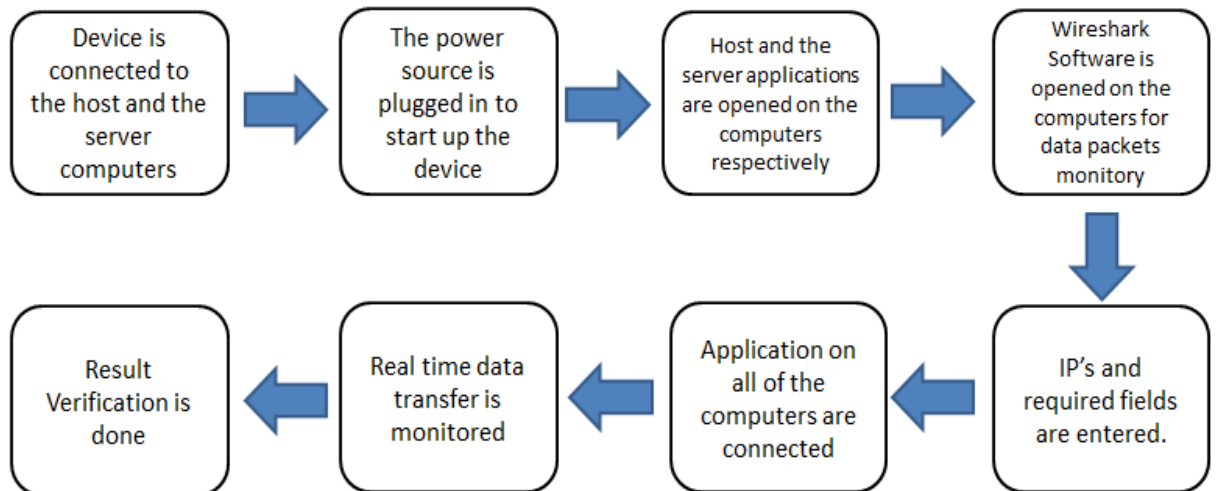 Device is
connected to
the host and the
server
computers
The power
source is
plugged in to
start up the
device
Host and the
server applications
are opened on the
computers
respectively
Wireshark
Software is
opened on the
computers for
data packets
monitory
IP's and
required fields
are entered.
Application on
all of the
computers are
connected
Real time data
transfer is
monitored
Result
Verification is
done